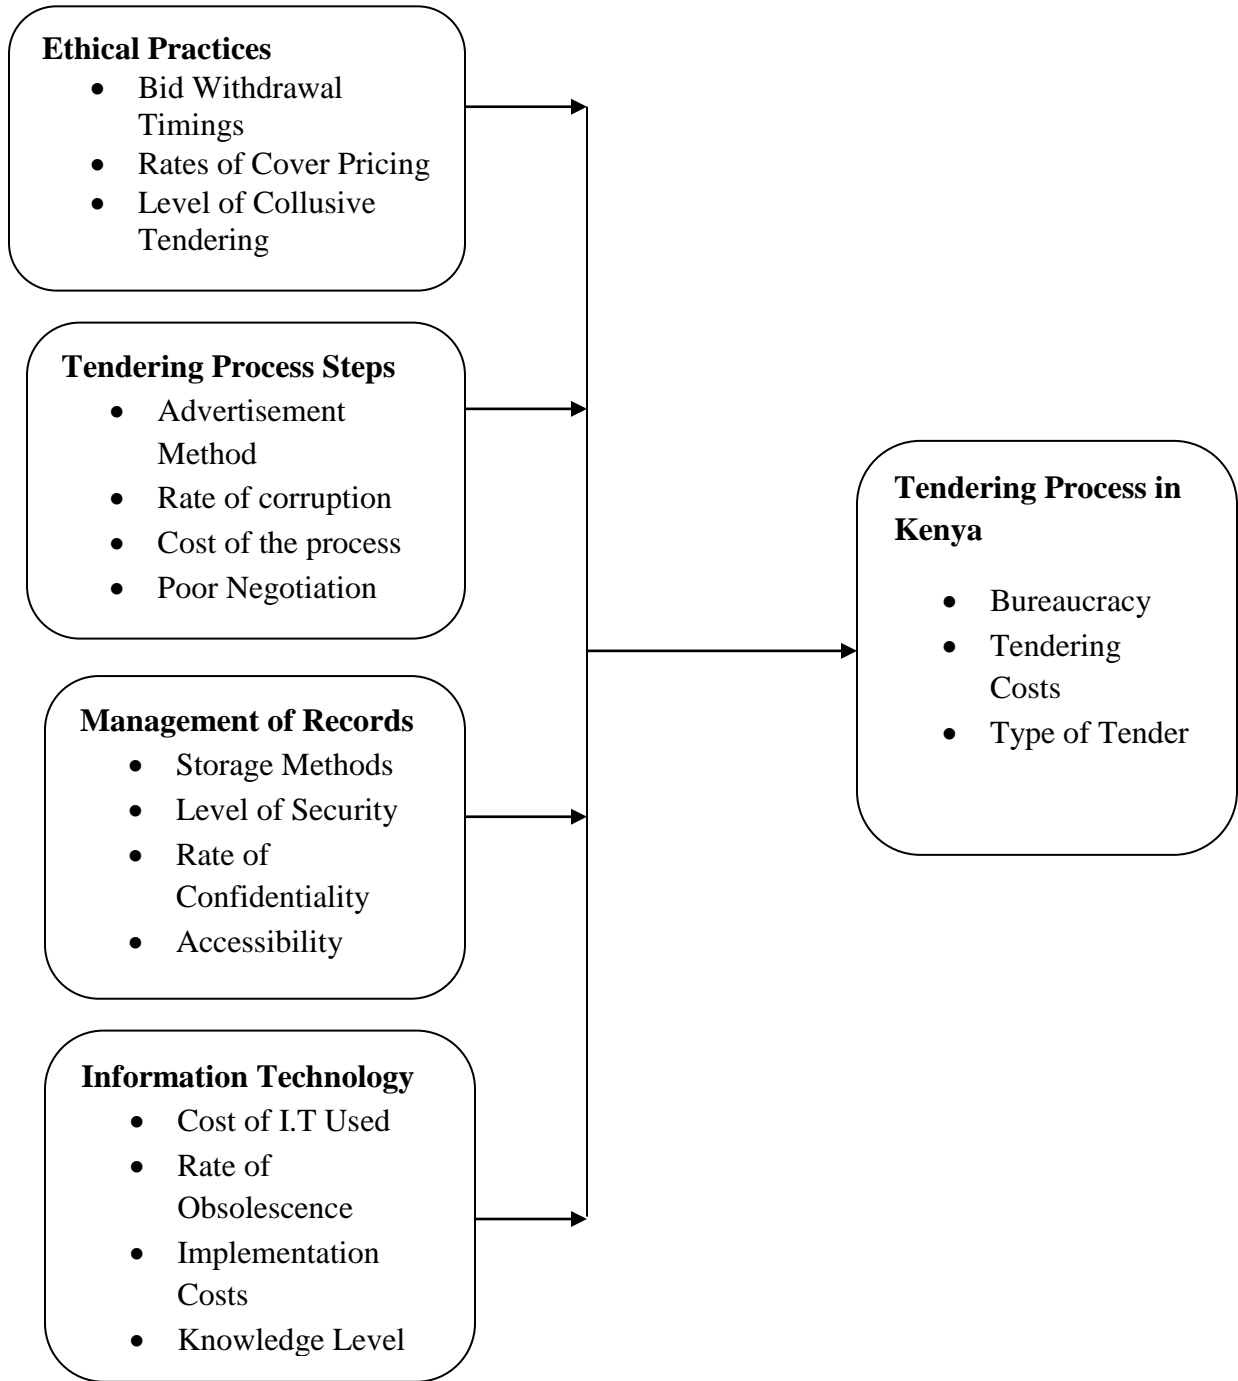 Ethical Practices
• Bid Withdrawal
Timings
• Rates of Cover Pricing
• Level of Collusive
Tendering
Tendering Process Steps
• Advertisement
Method
• Rate of corruption
• Cost of the process
• Poor Negotiation
Management of Records
• Storage Methods
• Level of Security
• Rate of
Confidentiality
• Accessibility
Information Technology
• Cost of I.T Used
• Rate of
Obsolescence
• Implementation
Costs
• Knowledge Level
Tendering Process in
Kenya
• Bureaucracy
• Tendering
Costs
• Type of Tender